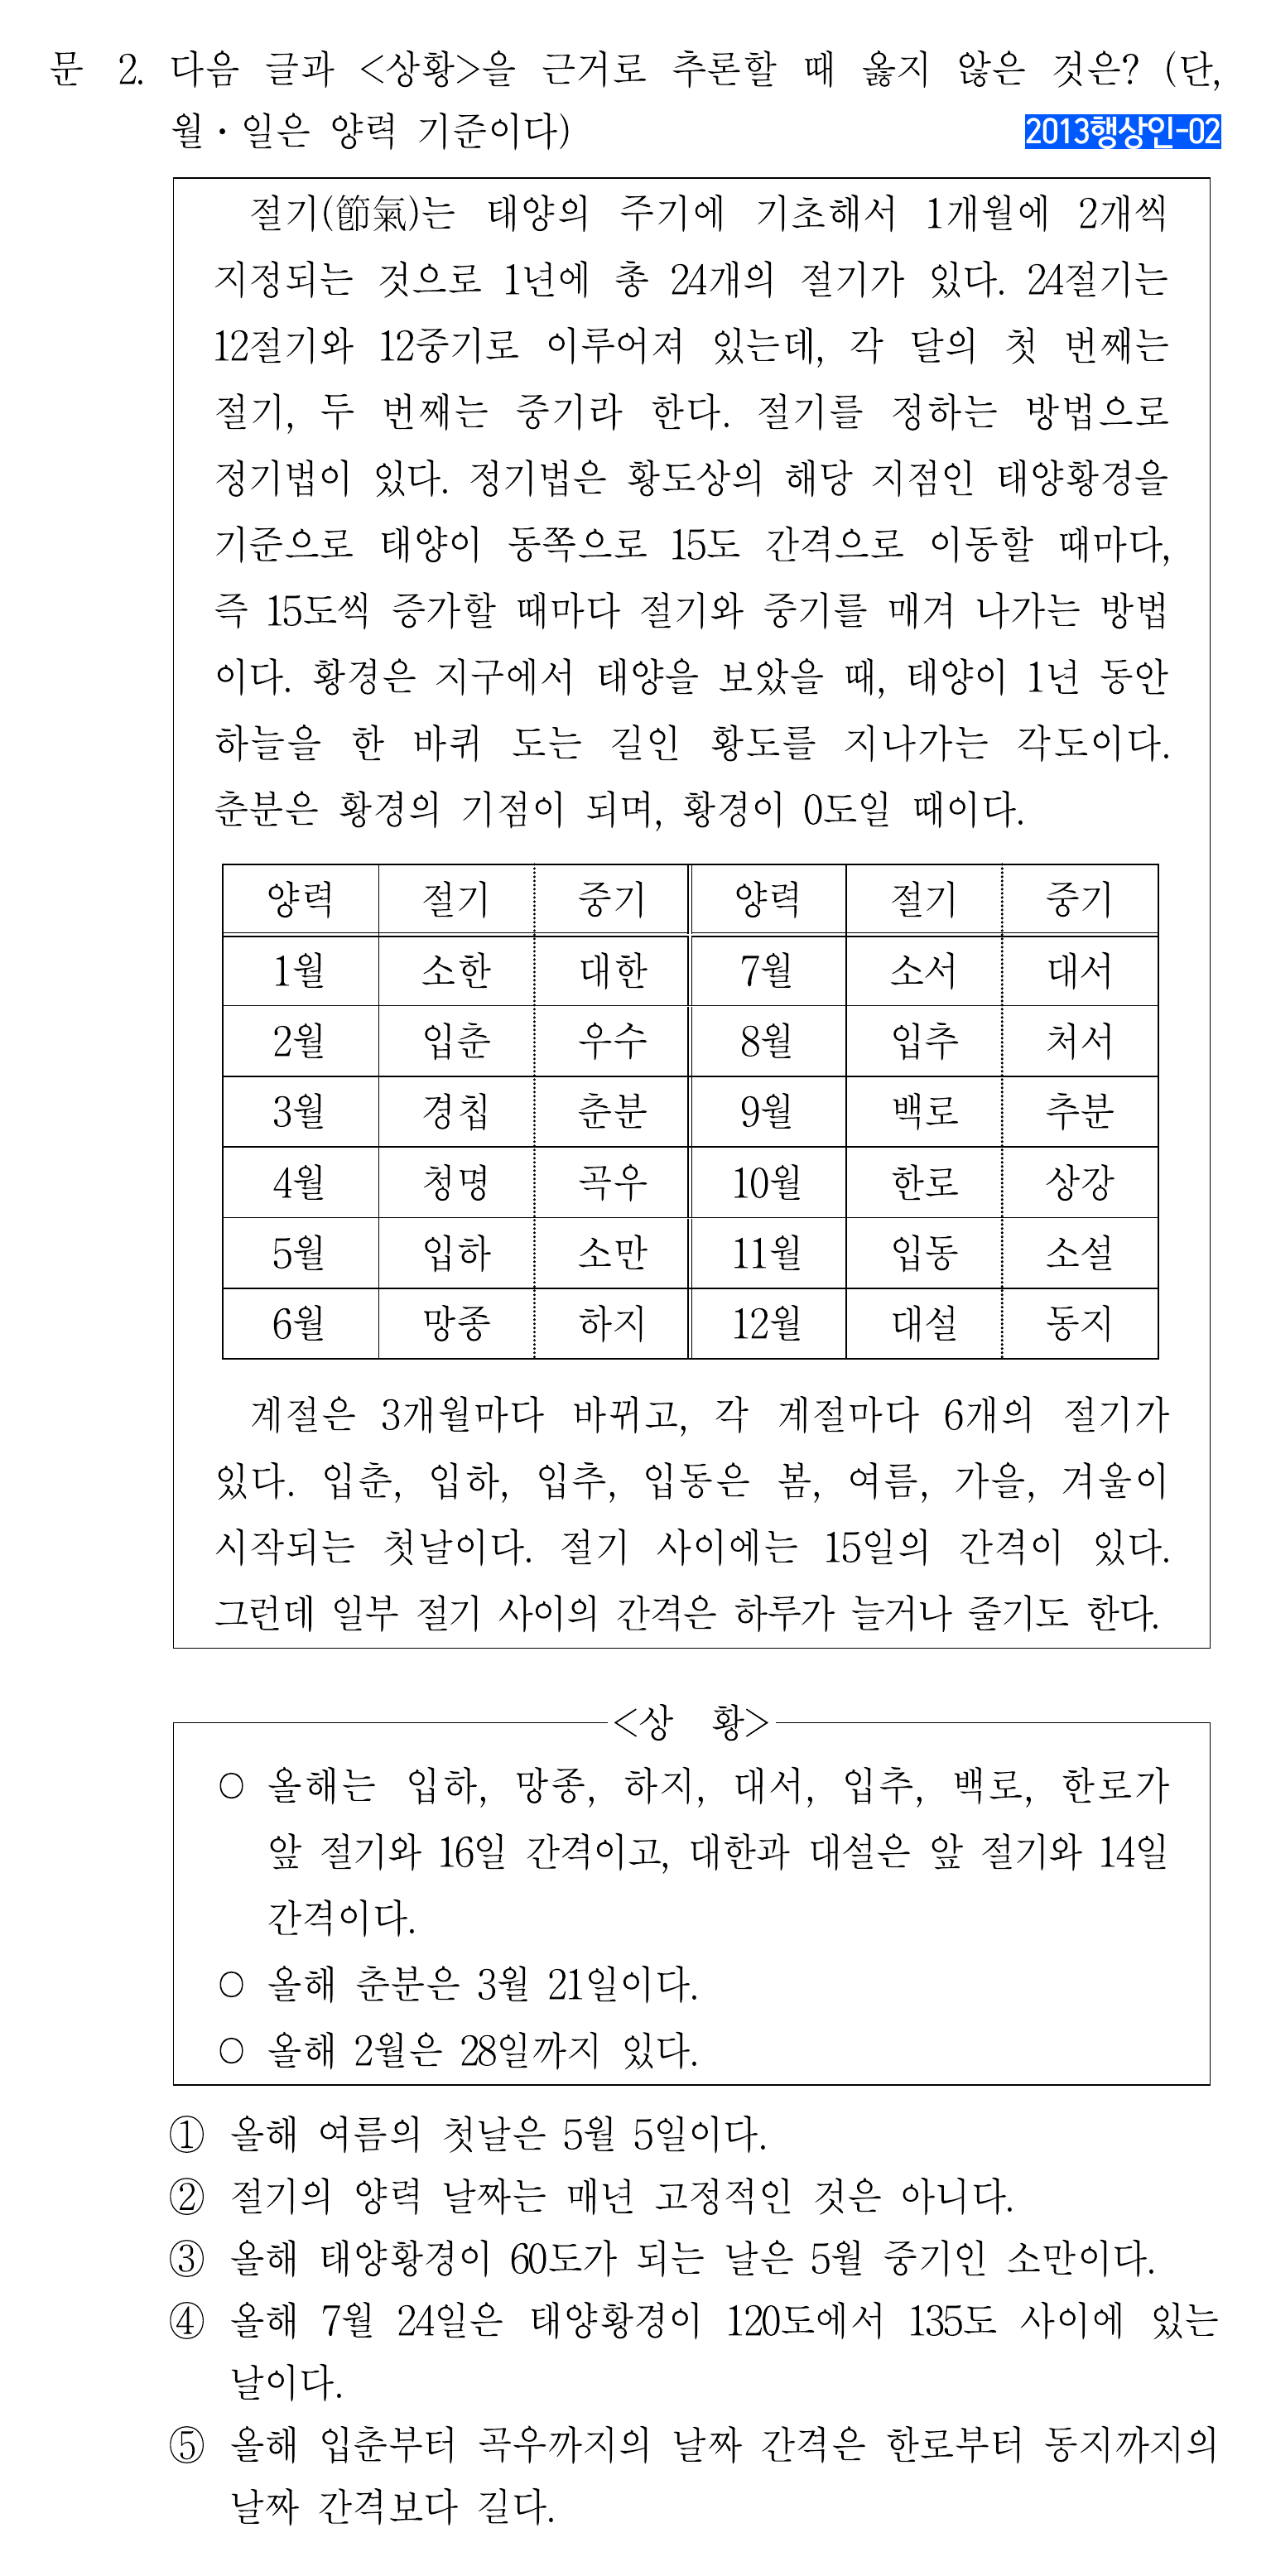 문 2. 다음 글과 <상황>을 근거로 추론할 때 옳지 않은 것은? (단,
월・일은 양력 기준이다)
2013행상인-02
절기(節氣)는 태양의 주기에 기초해서 1개월에 2개씩
지정되는 것으로 1년에 총 24개의 절기가 있다. 24절기는
12절기와 12중기로 이루어져 있는데, 각 달의 첫 번째는
절기, 두 번째는 중기라 한다. 절기를 정하는 방법으로
정기법이 있다. 정기법은 황도상의 해당 지점인 태양황경을
기준으로 태양이 동쪽으로 15도 간격으로 이동할 때마다,
즉 15도씩 증가할 때마다 절기와 중기를 매겨 나가는 방법
이다. 황경은 지구에서 태양을 보았을 때, 태양이 1년 동안
하늘을 한 바퀴 도는 길인 황도를 지나가는 각도이다.
춘분은 황경의 기점이 되며, 황경이 0도일 때이다.
양력 절기 중기 양력 절기 중기
1월 소한 대한 7월 소서 대서
2월 입춘 우수 8월 입추 처서
3월 경칩 춘분 9월 백로 추분
4월 청명 곡우 10월 한로 상강
5월 입하 소만 11월 입동 소설
6월 망종 하지 12월 대설 동지
계절은 3개월마다 바뀌고, 각 계절마다 6개의 절기가
있다. 입춘, 입하, 입추, 입동은 봄, 여름, 가을, 겨울이
시작되는 첫날이다. 절기 사이에는 15일의 간격이 있다.
그런데 일부 절기 사이의 간격은 하루가 늘거나 줄기도 한다.
<상 황>
○ 올해는 입하, 망종, 하지, 대서, 입추, 백로, 한로가
앞 절기와 16일 간격이고, 대한과 대설은 앞 절기와 14일
간격이다.
○ 올해 춘분은 3월 21일이다.
○ 올해 2월은 28일까지 있다.
① 올해 여름의 첫날은 5월 5일이다.
② 절기의 양력 날짜는 매년 고정적인 것은 아니다.
③ 올해 태양황경이 60도가 되는 날은 5월 중기인 소만이다.
④ 올해 7월 24일은 태양황경이 120도에서 135도 사이에 있는
날이다.
⑤ 올해 입춘부터 곡우까지의 날짜 간격은 한로부터 동지까지의
날짜 간격보다 길다.